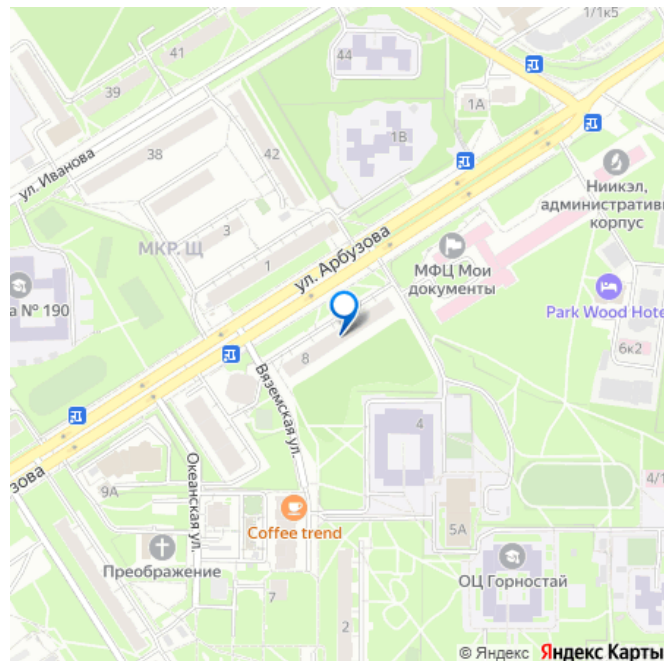 1/1к5
41
44
39
1А
1В
ул. Иванова
38
42
Ниикэл,
административн
корпус
3
ул. Арбузова
МКР. Щ
1
МФЦ Мои
документы
а № 190
Park Wood Hote
6к2
8
Вяземская ул.
4
зова
Океанская ул.
9А
4/1
Coffee trend
5А
Преображение
ОЦ Горностай
7
2
© Яндекс Яндекс Карты